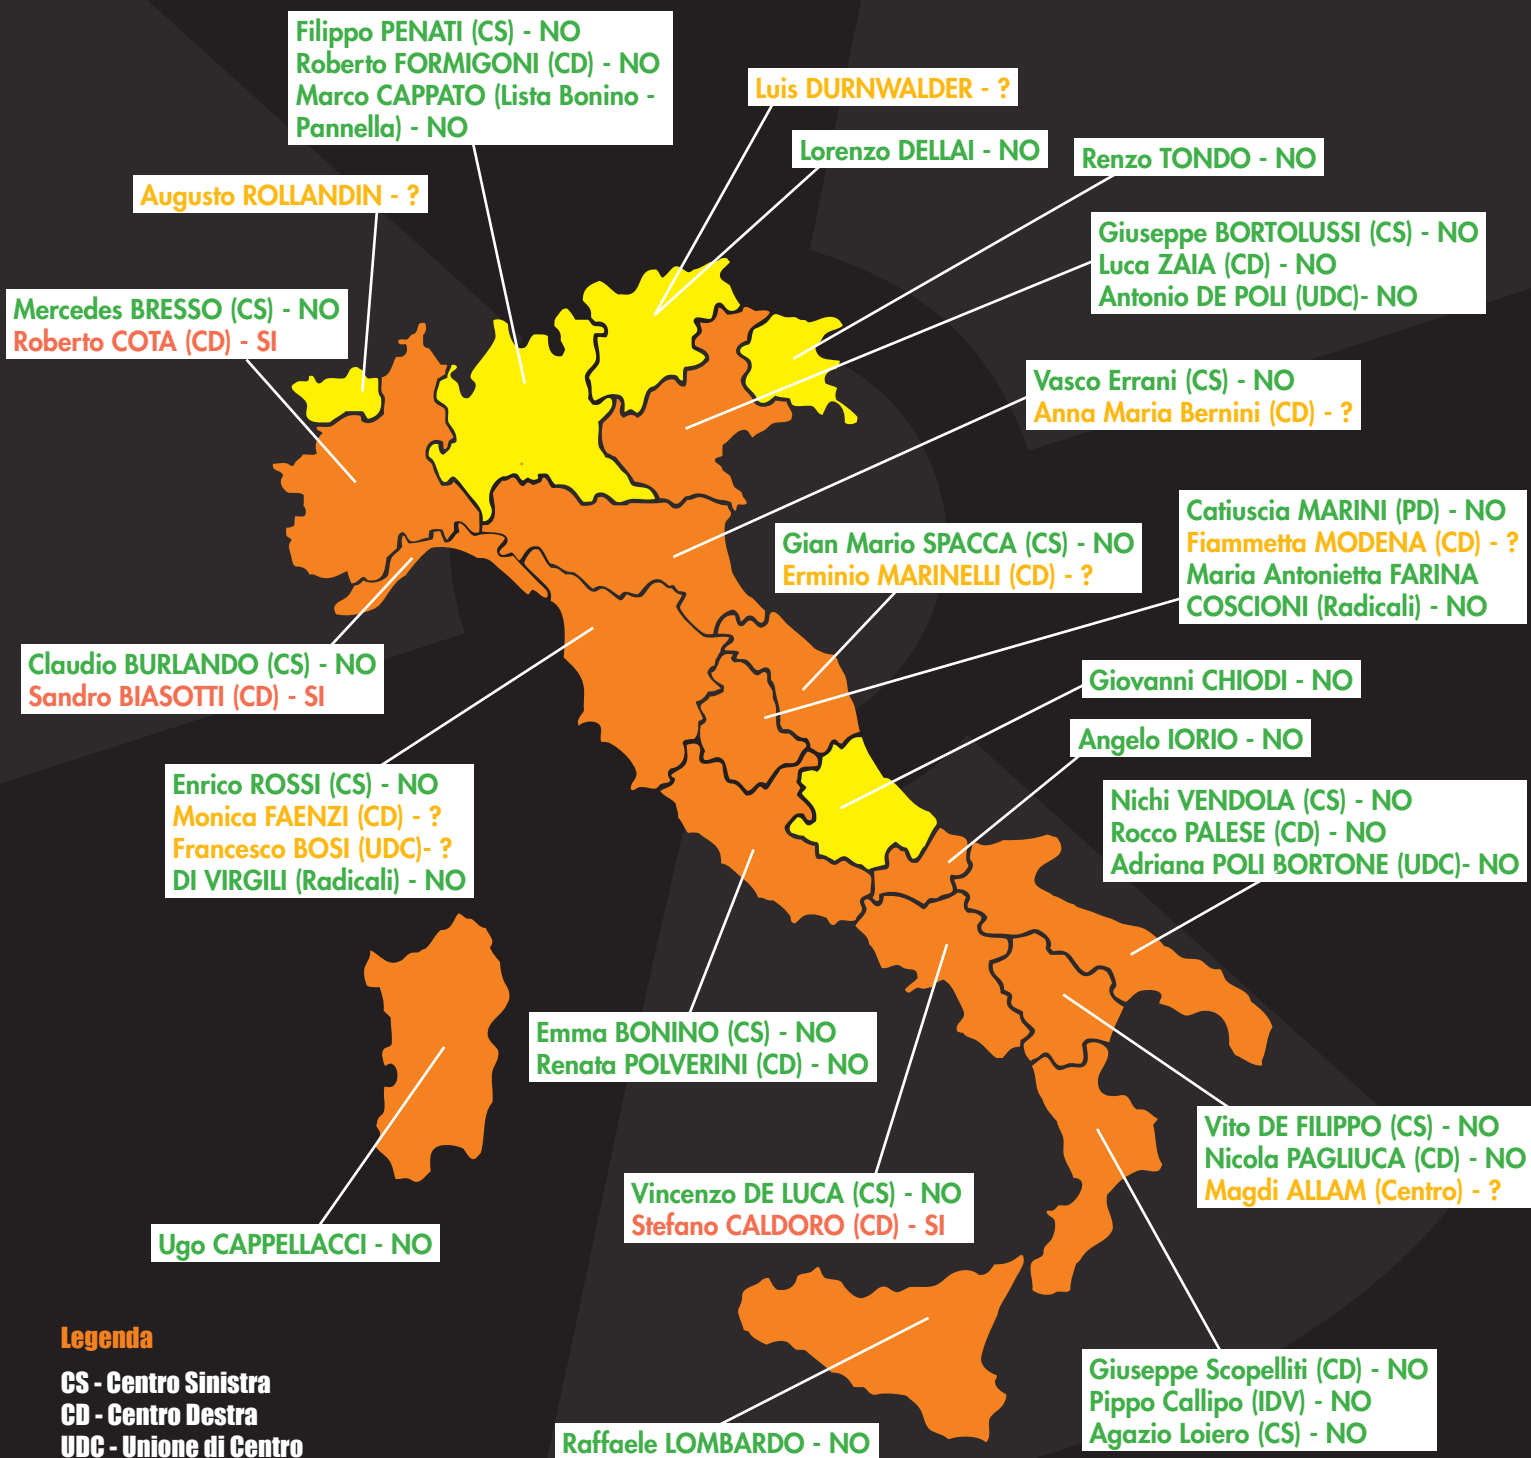 Filippo PENATI (CS) - NO
Roberto FORMIGONI (CD) - NO
Marco CAPPATO (Lista Bonino -
Pannella) - NO
Luis DURNWALDER - ?
Lorenzo DELLAI - NO
Renzo TONDO - NO
Augusto ROLLANDIN - ?
Giuseppe BORTOLUSSI (CS) - NO
Luca ZAIA (CD) - NO
Antonio DE POLI (UDC)- NO
Mercedes BRESSO (CS) - NO
Roberto COTA (CD) - SI
Vasco Errani (CS) - NO
Anna Maria Bernini (CD) - ?
Catiuscia MARINI (PD) - NO
Fiammetta MODENA (CD) - ?
Maria Antonietta FARINA
COSCIONI (Radicali) - NO
Gian Mario SPACCA (CS) - NO
Erminio MARINELLI (CD) - ?
Claudio BURLANDO (CS) - NO
Sandro BIASOTTI (CD) - SI
Giovanni CHIODI - NO
Angelo IORIO - NO
Enrico ROSSI (CS) - NO
Monica FAENZI (CD) - ?
Francesco BOSI (UDC)- ?
DI VIRGILI (Radicali) - NO
Nichi VENDOLA (CS) - NO
Rocco PALESE (CD) - NO
Adriana POLI BORTONE (UDC)- NO
Emma BONINO (CS) - NO
Renata POLVERINI (CD) - NO
Vito DE FILIPPO (CS) - NO
Nicola PAGLIUCA (CD) - NO
Magdi ALLAM (Centro) - ?
Vincenzo DE LUCA (CS) - NO
Stefano CALDORO (CD) - SI
Ugo CAPPELLACCI - NO
Giuseppe Scopelliti (CD) - NO
Pippo Callipo (IDV) - NO
Agazio Loiero (CS) - NO
Raffaele LOMBARDO - NO
Legenda
CS - Centro Sinistra
CD - Centro Destra
UDC - Unione di Centro